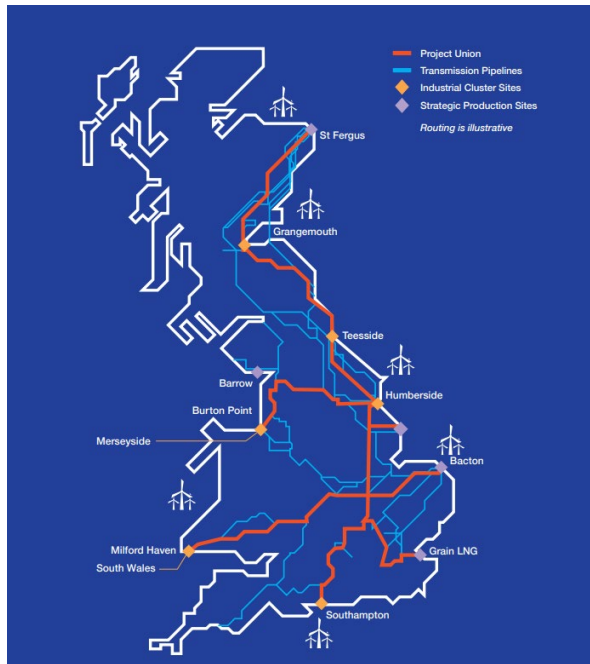 Project Union
Transmission Pipelines
Industrial Cluster Sites
Strategic Production Sites
Routing is illustrative
St Fergus
Grangemouth
Teesside
Barrow
Humberside
Burton Point
Merseyside
Bacton
Milford Haven
Grain LNG
South Wales
Southampton